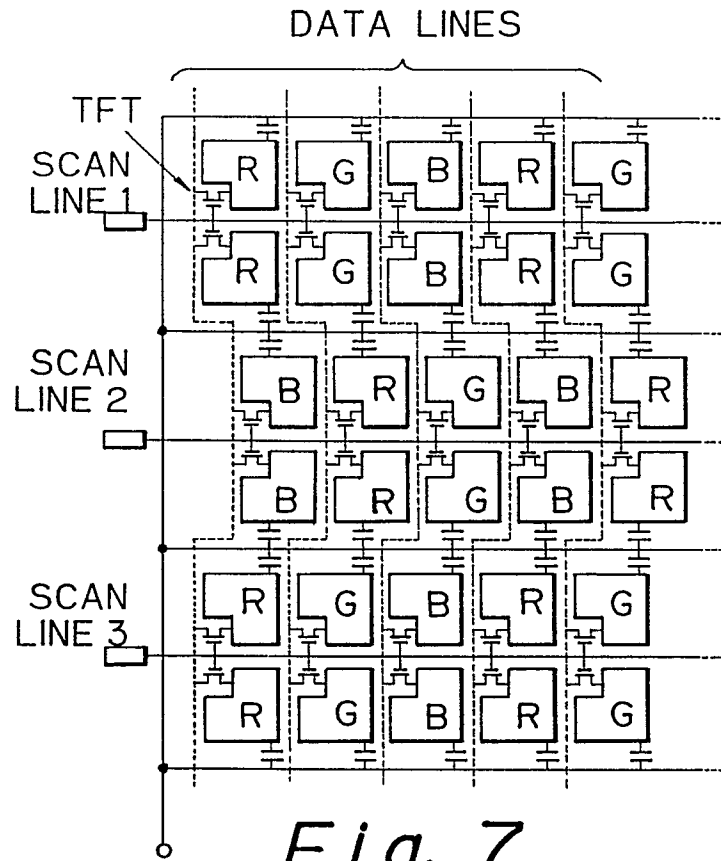 DATA LINES
TFT
SCAN
LINE 1
R G B R G
R G B R G
SCAN
LINE 2
B R G B R
B R G B R
SCAN
LINE 3
R G B R G
R G B R G
Fig. 7